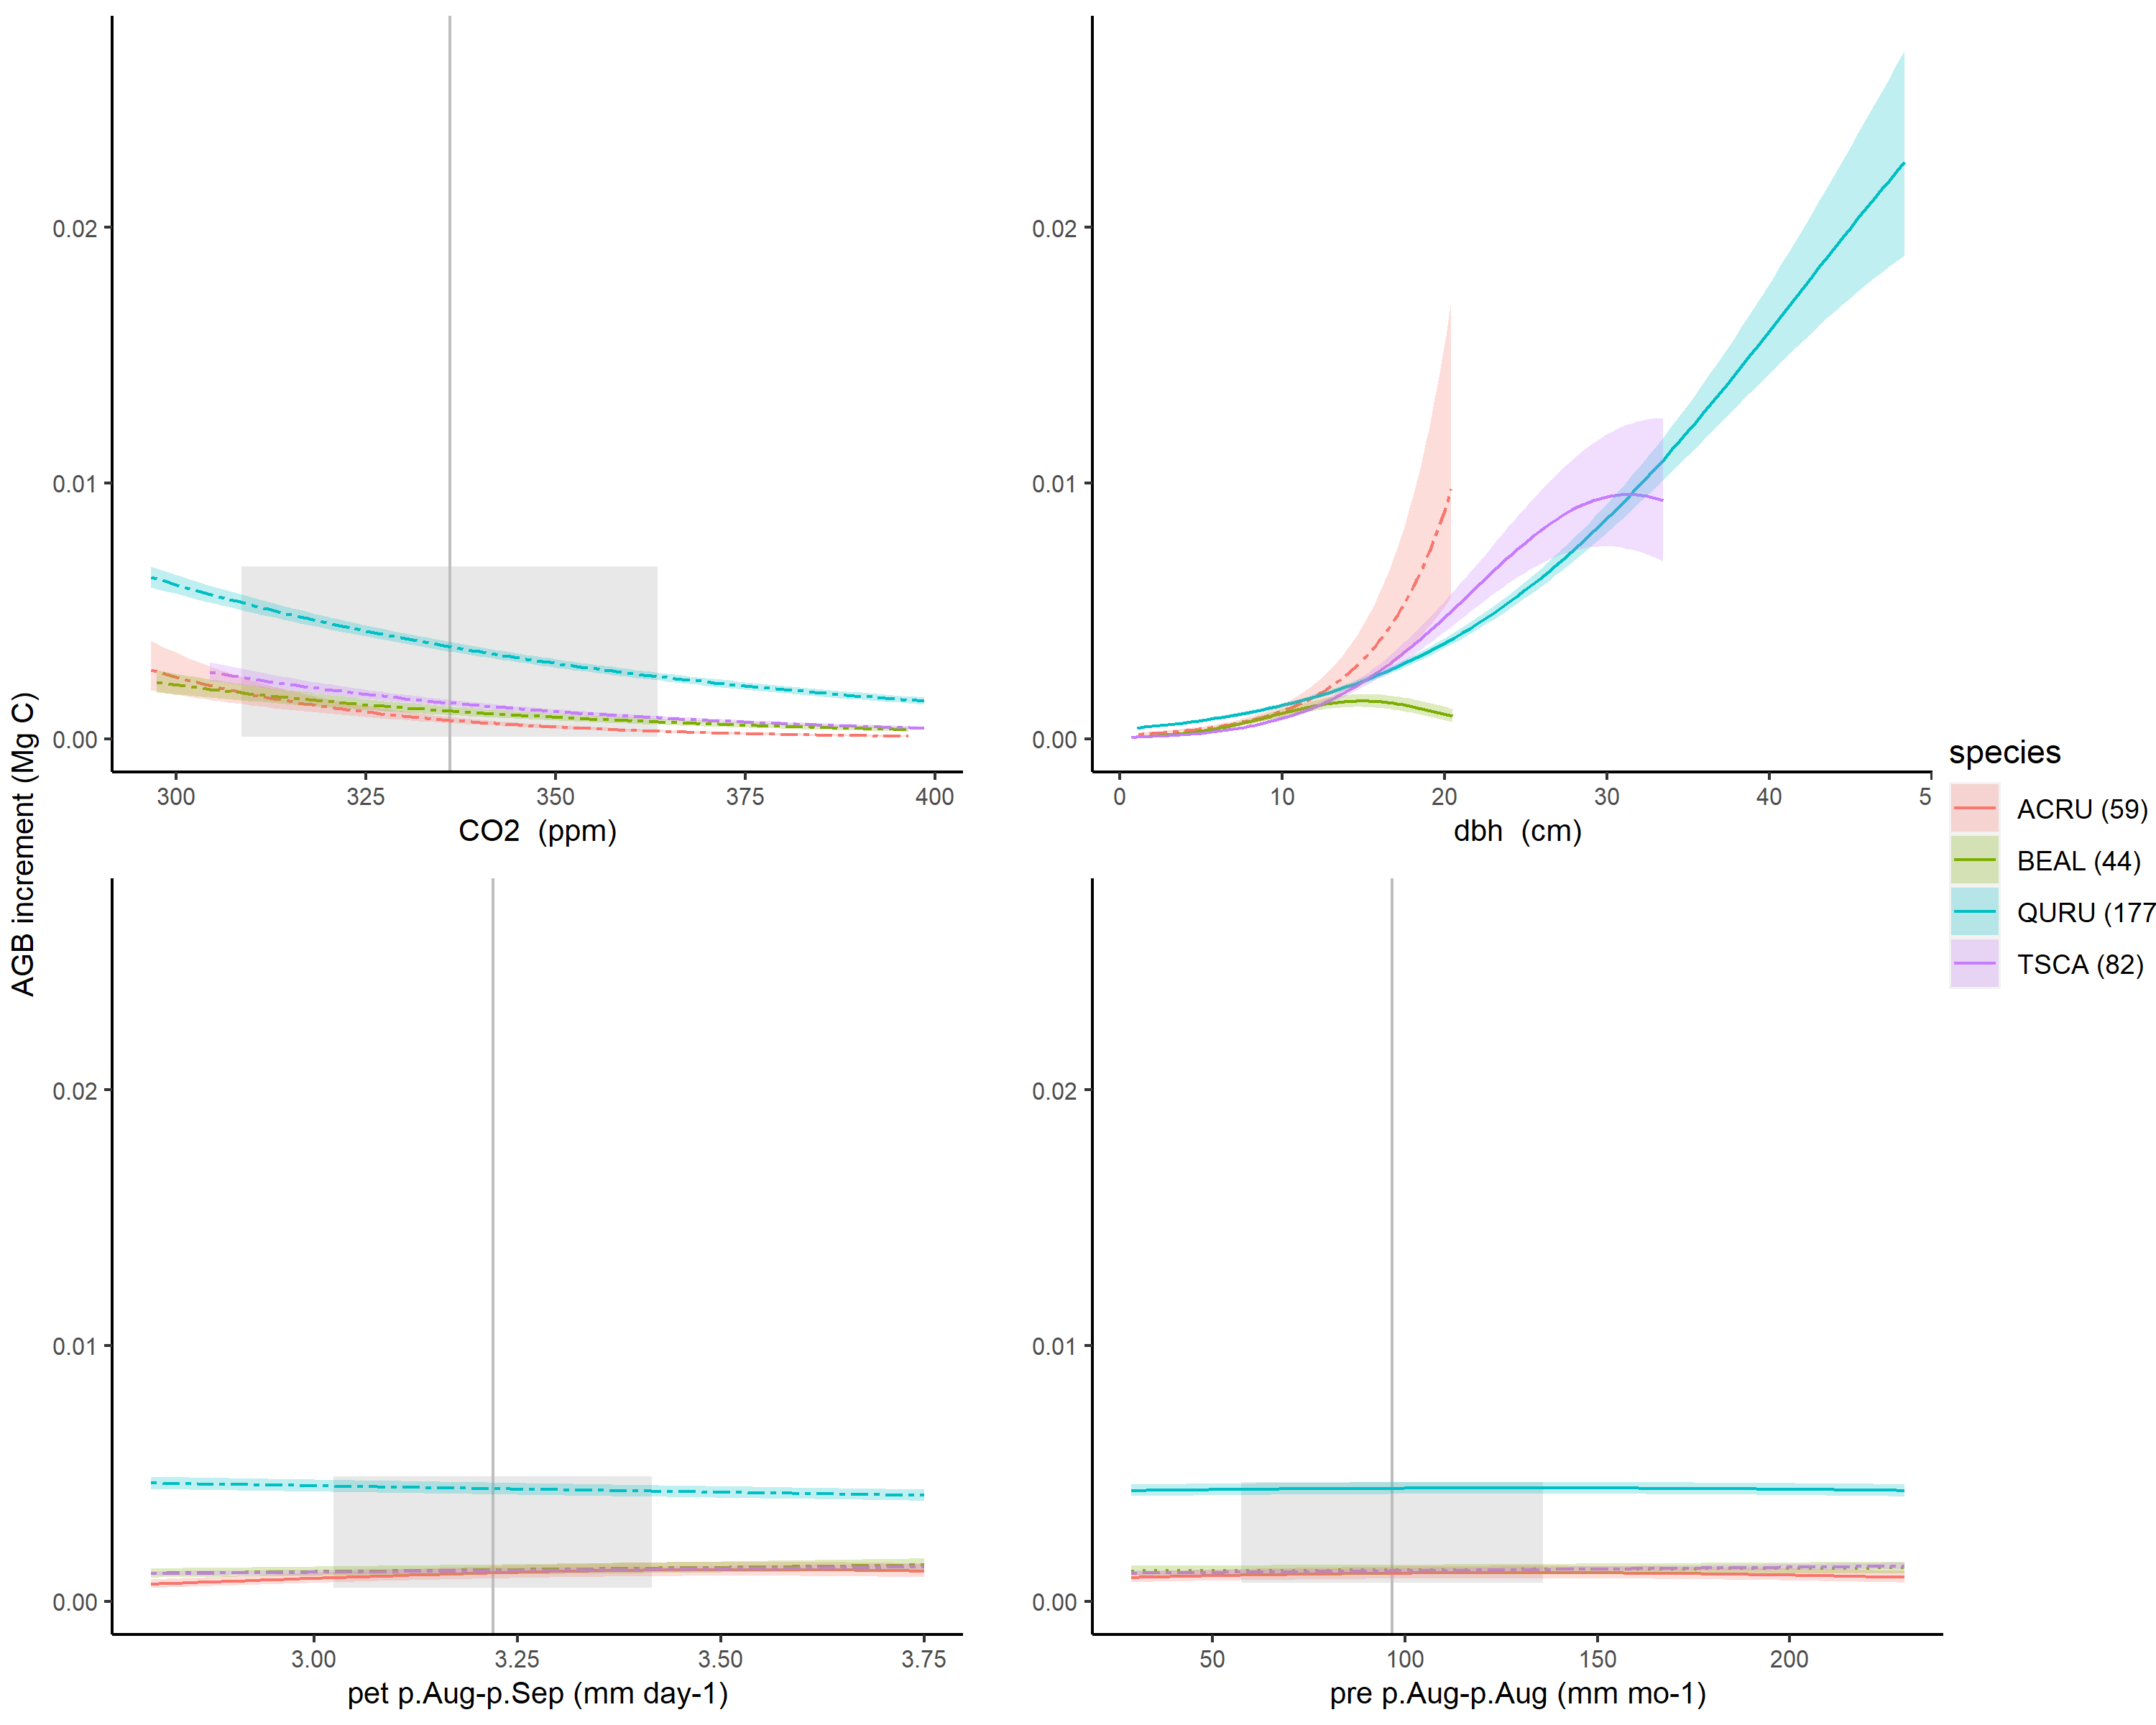 AGB increment (Mg C)
0.02
0.01
0.00
300 325 350 375 400
CO2 (ppm)
0.02
0.01
0.00
0 10 20 30 40 5
dbh (cm)
0.02
0.01
0.00
3.00 3.25 3.50 3.75
pet p.Aug-p.Sep (mm day-1)
0.02
0.01
0.00
50 100 150 200
pre p.Aug-p.Aug (mm mo-1)
species
ACRU (59)
BEAL (44)
QURU (177
TSCA (82)